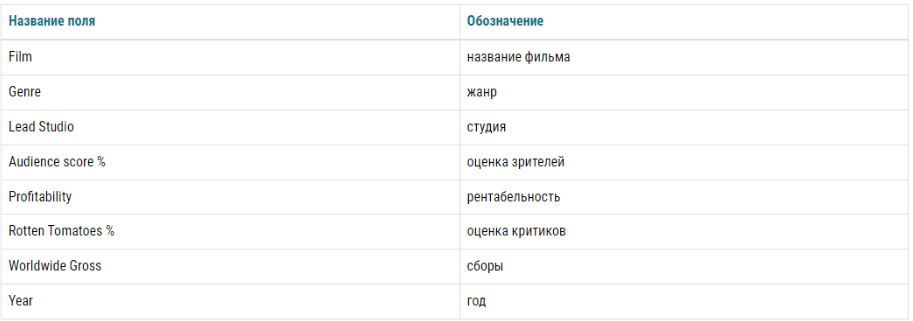 Название поля Обозначение
Film название фильма
Genre жанр
Lead Studio студия
Audience score % оценка зрителей
Profitability рентабельность
Rotten Tomatoes % оценка критиков
Worldwide Gross сборы
Year год